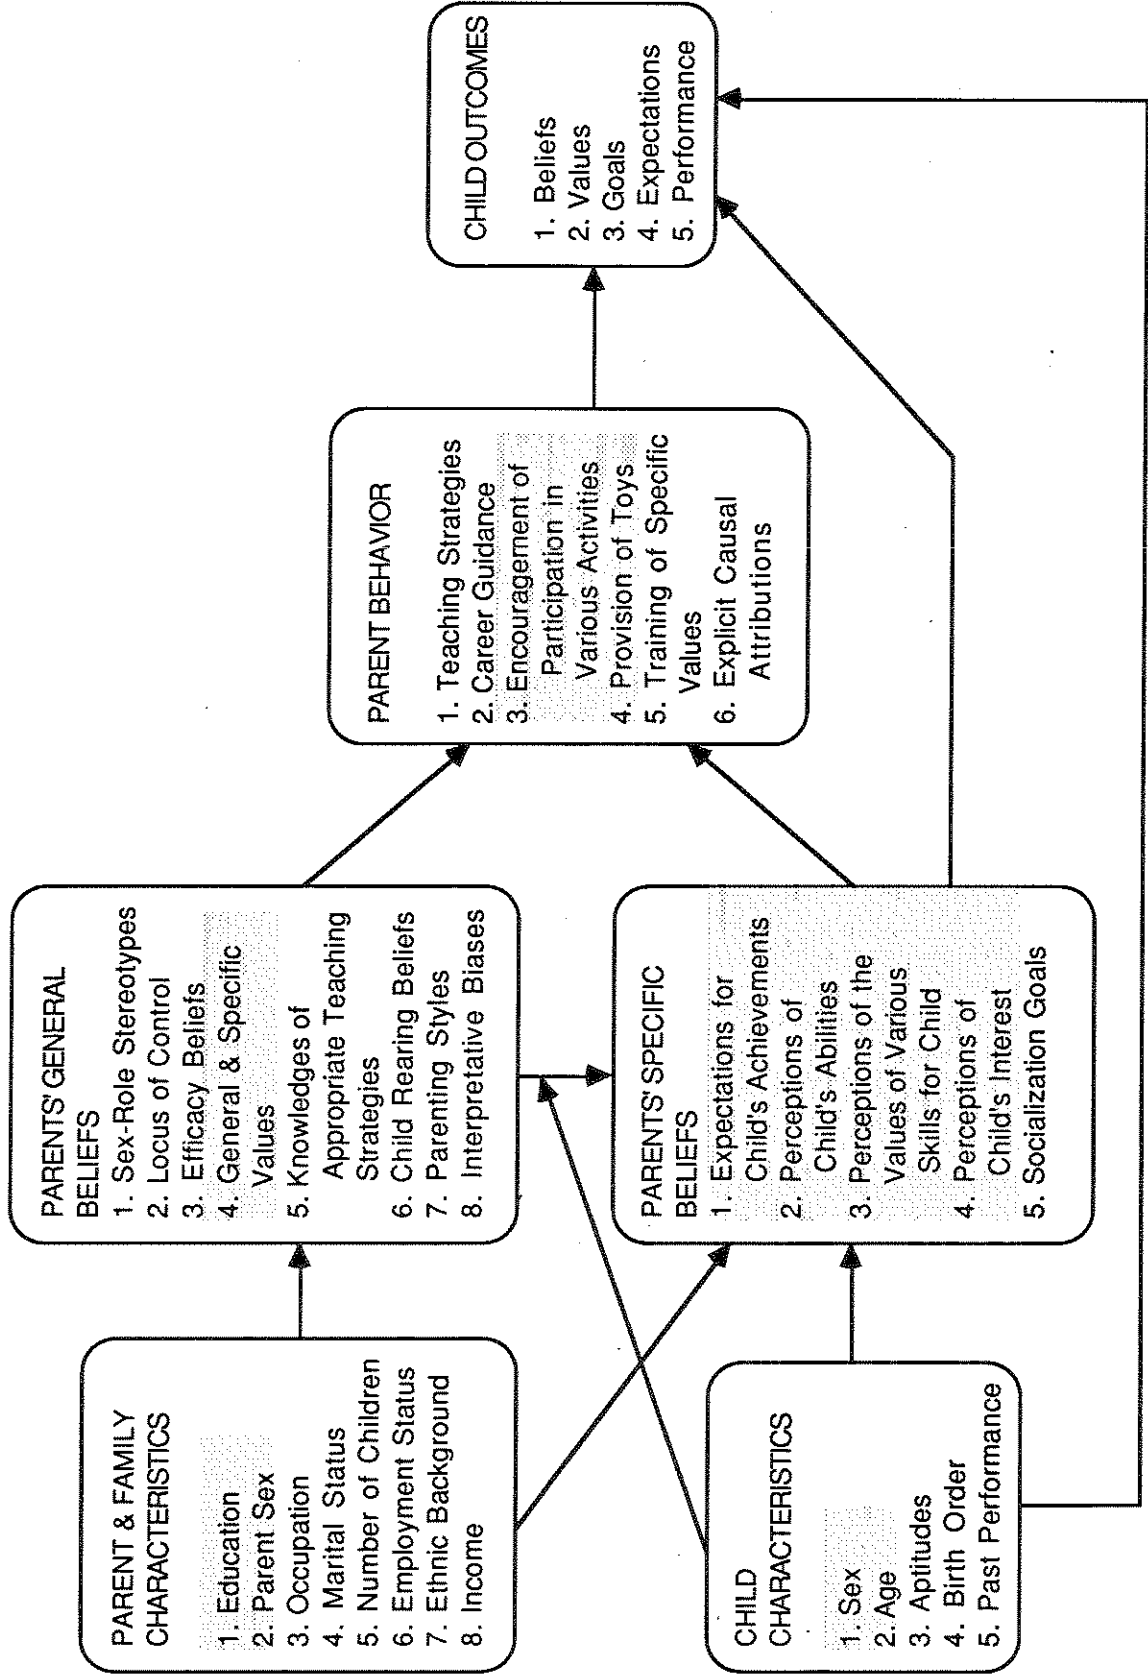 PARENT & FAMILY
CHARACTERISTICS
1. Education
2. Parent Sex
3. Occupation
4. Marital Status
5. Number of Children
6. Employment Status
7. Ethnic Background
8. Income
CHILD
CHARACTERISTICS
1. Sex
2. Age
3. Aptitudes
4. Birth Order
5. Past Performance
PARENTS' GENERAL
BELIEFS
1. Sex-Role Stereotypes
2. Locus of Control
3. Efficacy Beliefs
4. General & Specific
Values
5. Knowledges of
Appropriate Teaching
Strategies
6. Child Rearing Beliefs
7. Parenting Styles
8. Interpretative Biases
PARENTS' SPECIFIC
BELIEFS
1. Expectations for
Child's Achievements
2. Perceptions of
Child's Abilities
3. Perceptions of the
Values of Various
Skills for Child
4. Perceptions of
Child's Interest
5. Socialization Goals
PARENT BEHAVIOR
1. Teaching Strategies
2. Career Guidance
3. Encouragement of
Participation in
Various Activities
4. Provision of Toys
5. Training of Specific
Values
6. Explicit Causal
Attributions
CHILD OUTCOMES
1. Beliefs
2. Values
3. Goals
4. Expectations
5. Performance